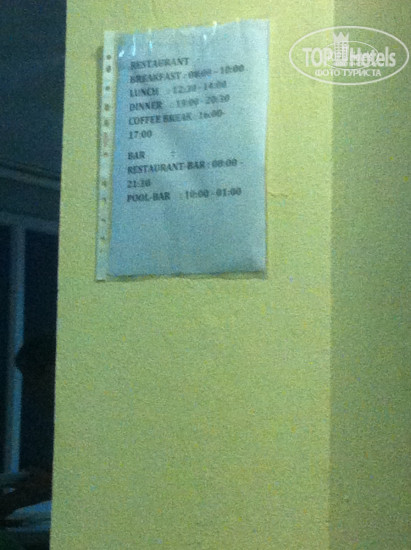 TOP Hotels
ФОТО ТУРИСТА
RESTAURANT
BREAKFAST : 08:00 - 10:00
LUNCH : 12:30 - 14:00
DINNER : 19:00 - 20:30
COFFEE BREAK : 16:00-
17:00
BAR
RESTAURANT-BAR : 08:00 -
21:30
POOL-BAR : 10:00 - 01:00